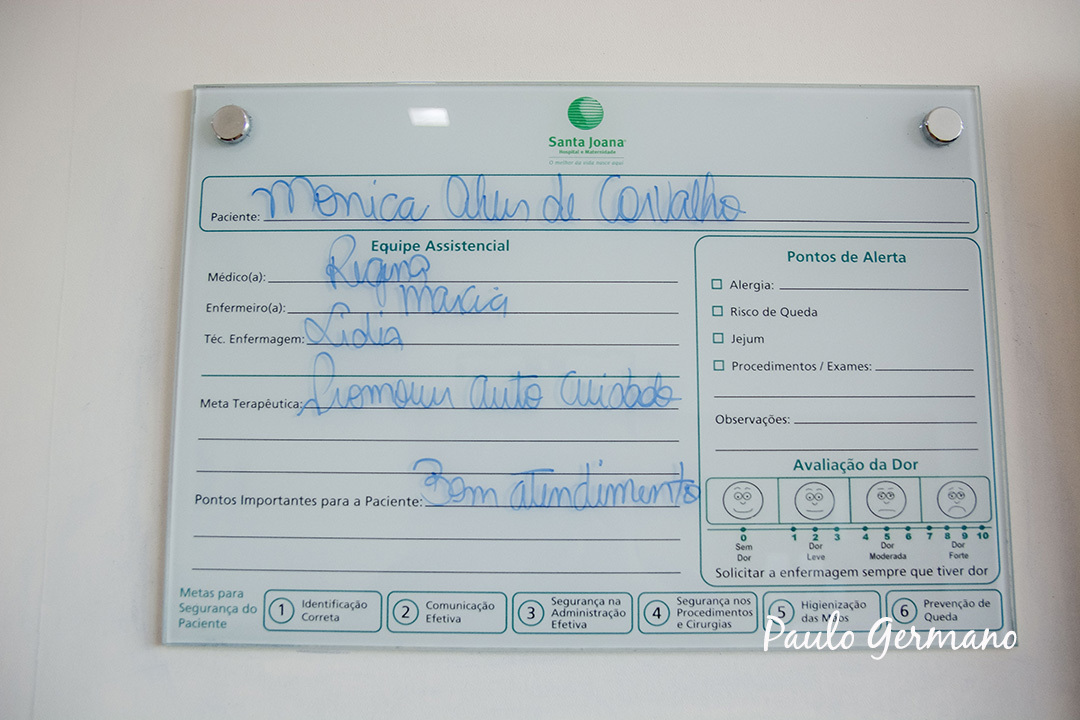 Santa Joana
Hospital e Maternidade
O melhor da vida nasce aqui
Paciente: Monica Alves de Carvalho
Equipe Assistencial
Médico(a): Regina
Enfermeiro(a): Marcia
Téc. Enfermagem: Lidia
Meta Terapêutica: Promover auto cuidado
Pontos Importantes para a Paciente: Bom atendimento
Pontos de Alerta
Alergia:
Risco de Queda
Jejum
Procedimentos / Exames:
Observações:
Avaliação da Dor
0 1 2 3 4 5 6 7 8 9 10
Sem Dor Dor Dor
Dor Leve Moderada Forte
Solicitar a enfermagem sempre que tiver dor
Metas para
Segurança do
Paciente
1 Identificação
Correta
2 Comunicação
Efetiva
3 Segurança na
Administração
Efetiva
4 Segurança nos
Procedimentos
e Cirurgias
5 Higienização
das Mãos
6 Prevenção de
Queda
Paulo Germano